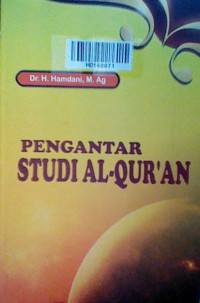 Dr. H. Hamdani, M. Ag
PENGANTAR
STUDI AL-QUR'AN